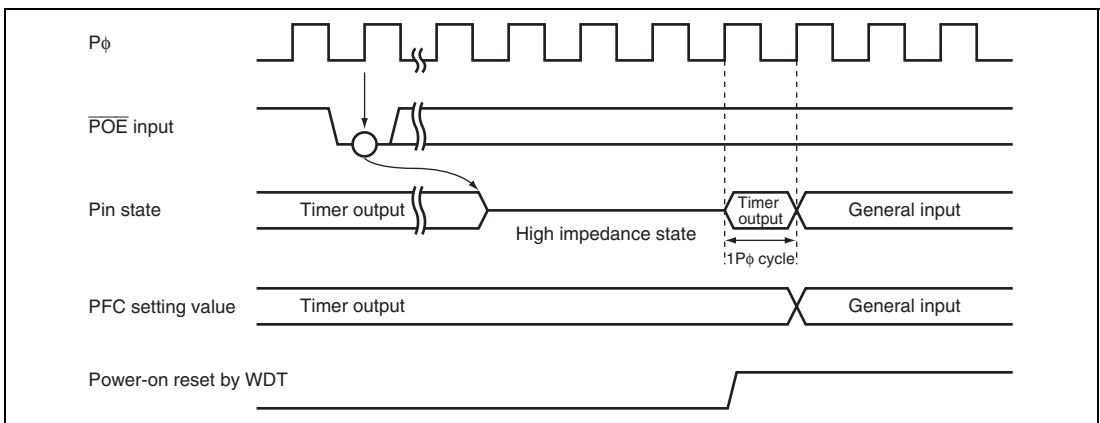 Pϕ
POE input
Pin state
Timer output
High impedance state
Timer
output
General input
1Pϕ cycle
PFC setting value
Timer output
General input
Power-on reset by WDT